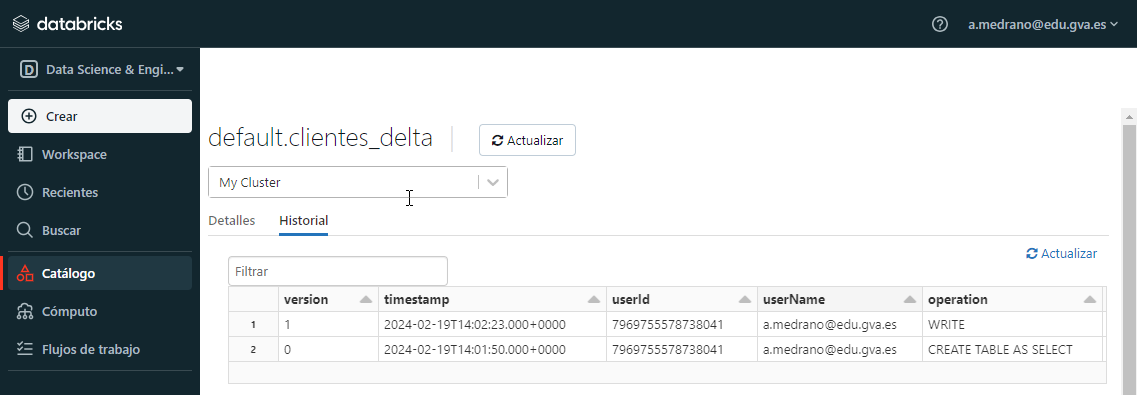 databricks
a.medrano@edu.gva.es
Data Science & Engi...
Crear
Workspace
Recientes
Buscar
Catálogo
Cómputo
Flujos de trabajo
default.clientes_delta
Actualizar
My Cluster
Detalles Historial
Actualizar
Filtrar
version timestamp userId userName operation
1 1 2024-02-19T14:02:23.000+0000 7969755578738041 a.medrano@edu.gva.es WRITE
2 0 2024-02-19T14:01:50.000+0000 7969755578738041 a.medrano@edu.gva.es CREATE TABLE AS SELECT